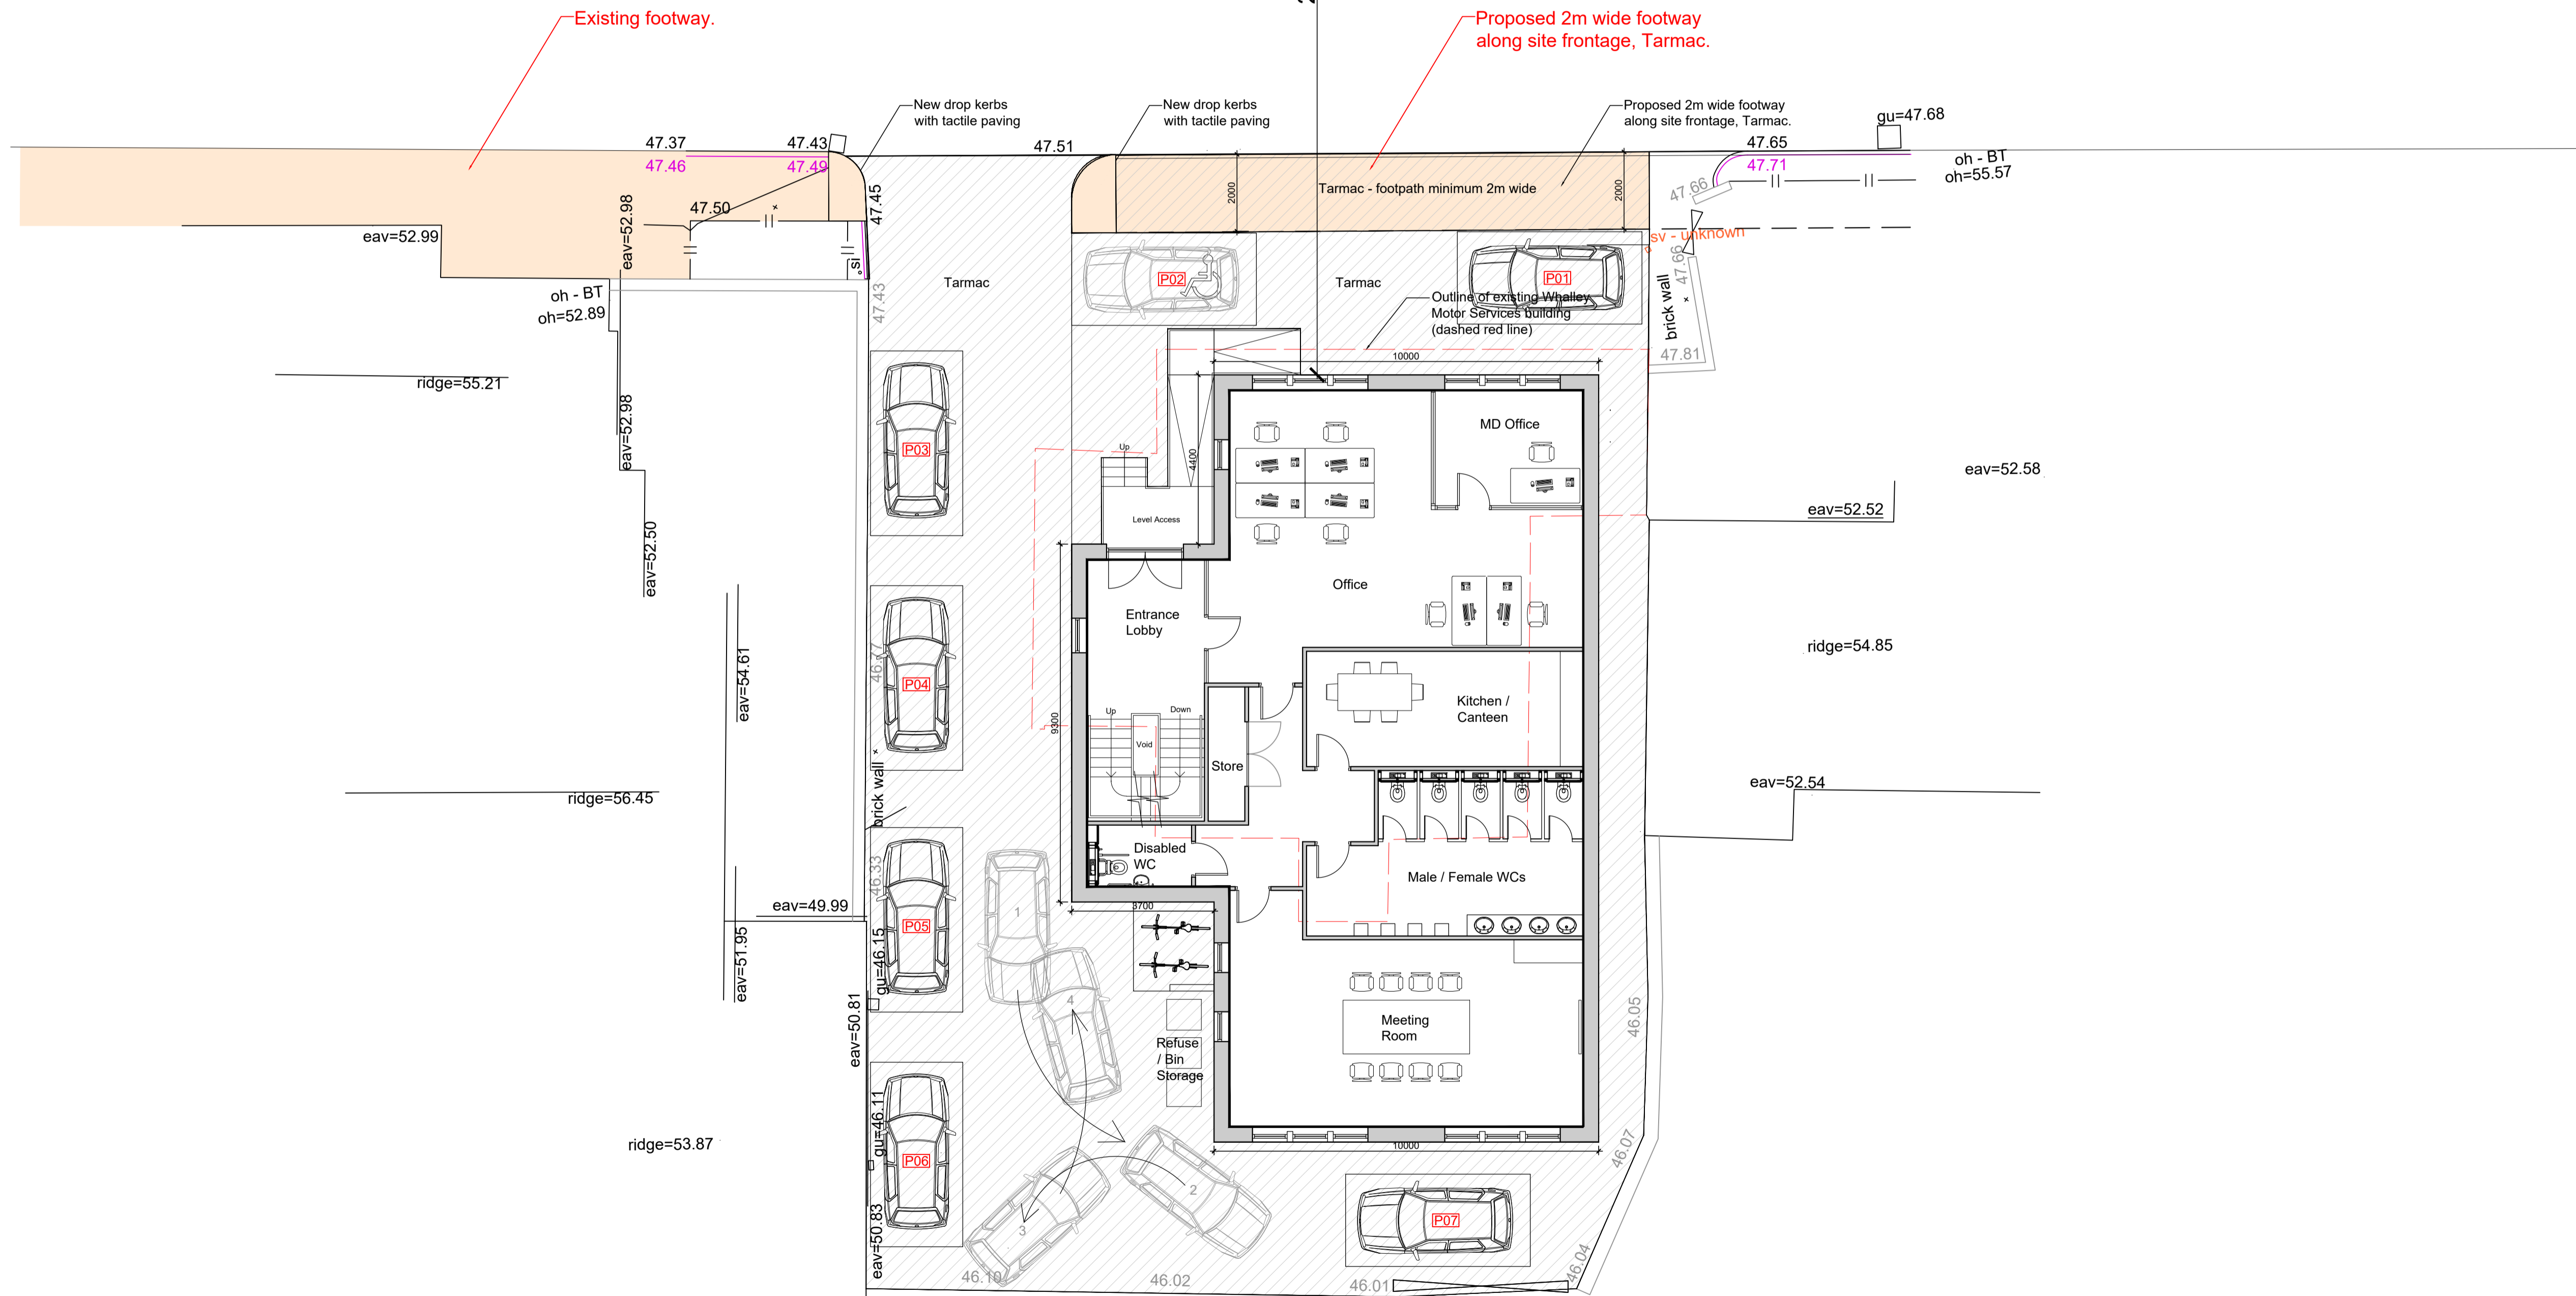 Existing footway.
Proposed 2m wide footway
along site frontage, Tarmac.
New drop kerbs
with tactile paving
New drop kerbs
with tactile paving
Proposed 2m wide footway
along site frontage, Tarmac.
gu=47.68
47.37
47.43
47.51
47.65
47.46
47.49
47.71
oh - BT
oh=55.57
2000
Tarmac - footpath minimum 2m wide
2000
47.66
47.50
47.45
eav=52.99
eav=52.98
sv - unknown
is
47.66
P02
P01
Tarmac
Tarmac
oh - BT
oh=52.89
47.43
Outline of existing Whalley
Motor Services building
(dashed red line)
brick wall
47.81
10000
ridge=55.21
eav=52.98
MD Office
P03
Up
4400
eav=52.58
eav=52.52
Level Access
eav=52.50
Office
Entrance
Lobby
ridge=54.85
46.77
P04
eav=54.61
Kitchen /
Canteen
9300
Up
Down
Void
Store
eav=52.54
ridge=56.45
brick wall
Disabled
WC
46.33
Male / Female WCs
eav=49.99
3700
1
P05
eav=51.95
gu=46.15
4
46.05
Meeting
Room
eav=50.81
Refuse
/ Bin
Storage
gu=46.11
ridge=53.87
10000
46.07
P06
2
3
P07
eav=50.83
46.10
46.02
46.01
46.04